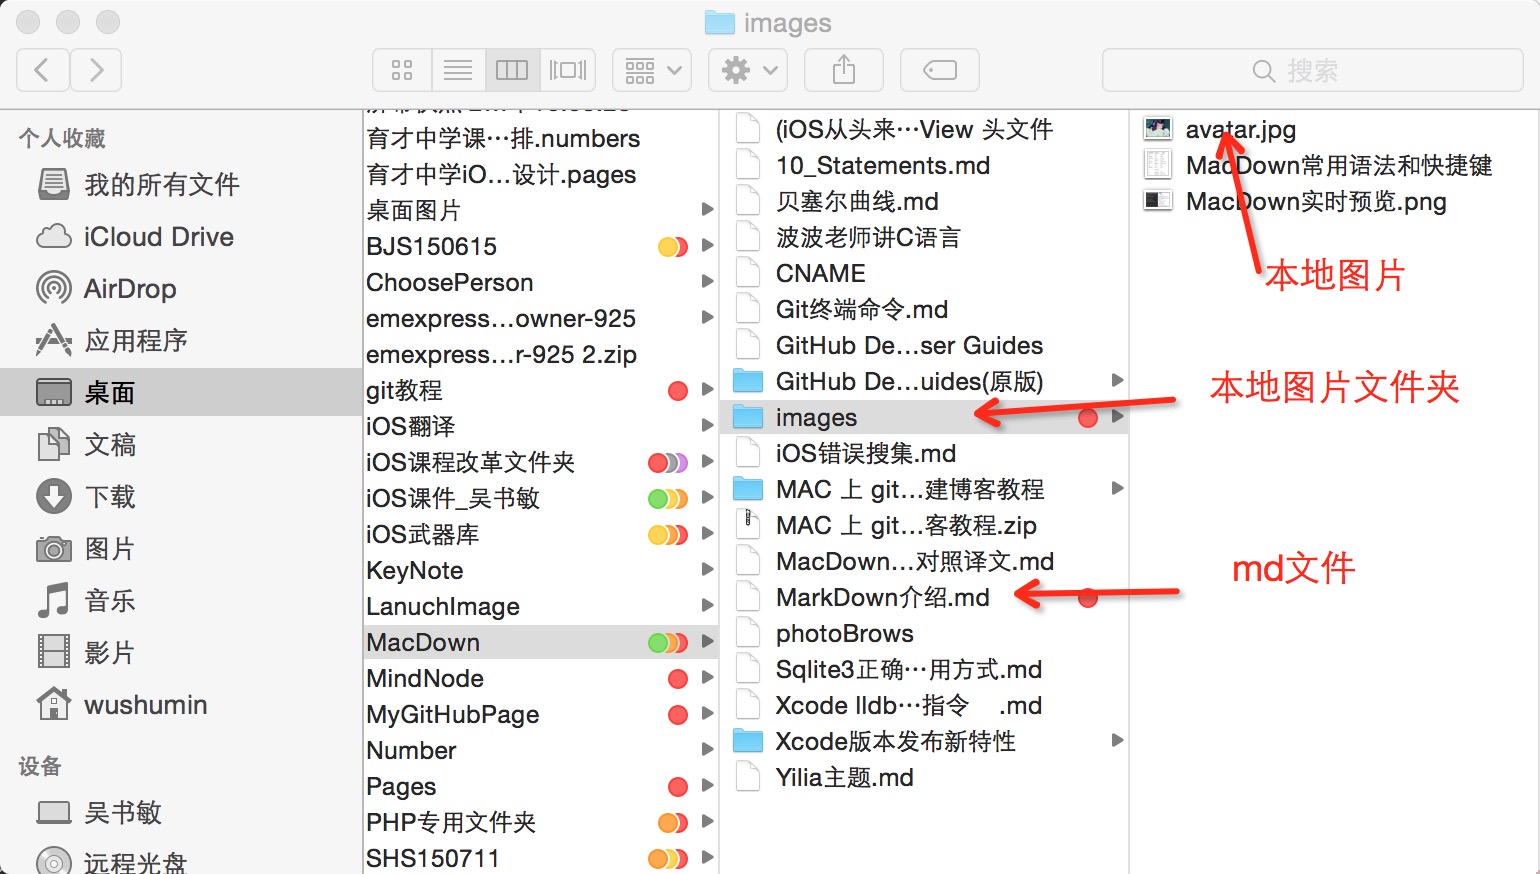 images
搜索
个人收藏
我的所有文件
iCloud Drive
AirDrop
应用程序
桌面
文稿
下载
图片
音乐
影片
wushumin
设备
吴书敏
远程光盘
育才中学课…排.numbers
育才中学iO...设计.pages
桌面图片
BJS150615
ChoosePerson
emexpress...owner-925
emexpress...r-925 2.zip
git教程
iOS翻译
iOS课程改革文件夹
iOS课件_吴书敏
iOS武器库
KeyNote
LanuchImage
MacDown
MindNode
MyGitHubPage
Number
Pages
PHP专用文件夹
SHS150711
(iOS从头来…View 头文件
10_Statements.md
贝塞尔曲线.md
波波老师讲C语言
CNAME
Git终端命令.md
GitHub De...ser Guides
GitHub De...uides(原版)
images
iOS错误搜集.md
MAC 上 git...建博客教程
MAC 上 git...客教程.zip
MacDown...对照译文.md
MarkDown介绍.md
photoBrows
Sqlite3正确…用方式.md
Xcode lldb…指令 .md
Xcode版本发布新特性
Yilia主题.md
avatar.jpg
MacDown常用语法和快捷键
MacDown实时预览.png
本地图片
本地图片文件夹
md文件